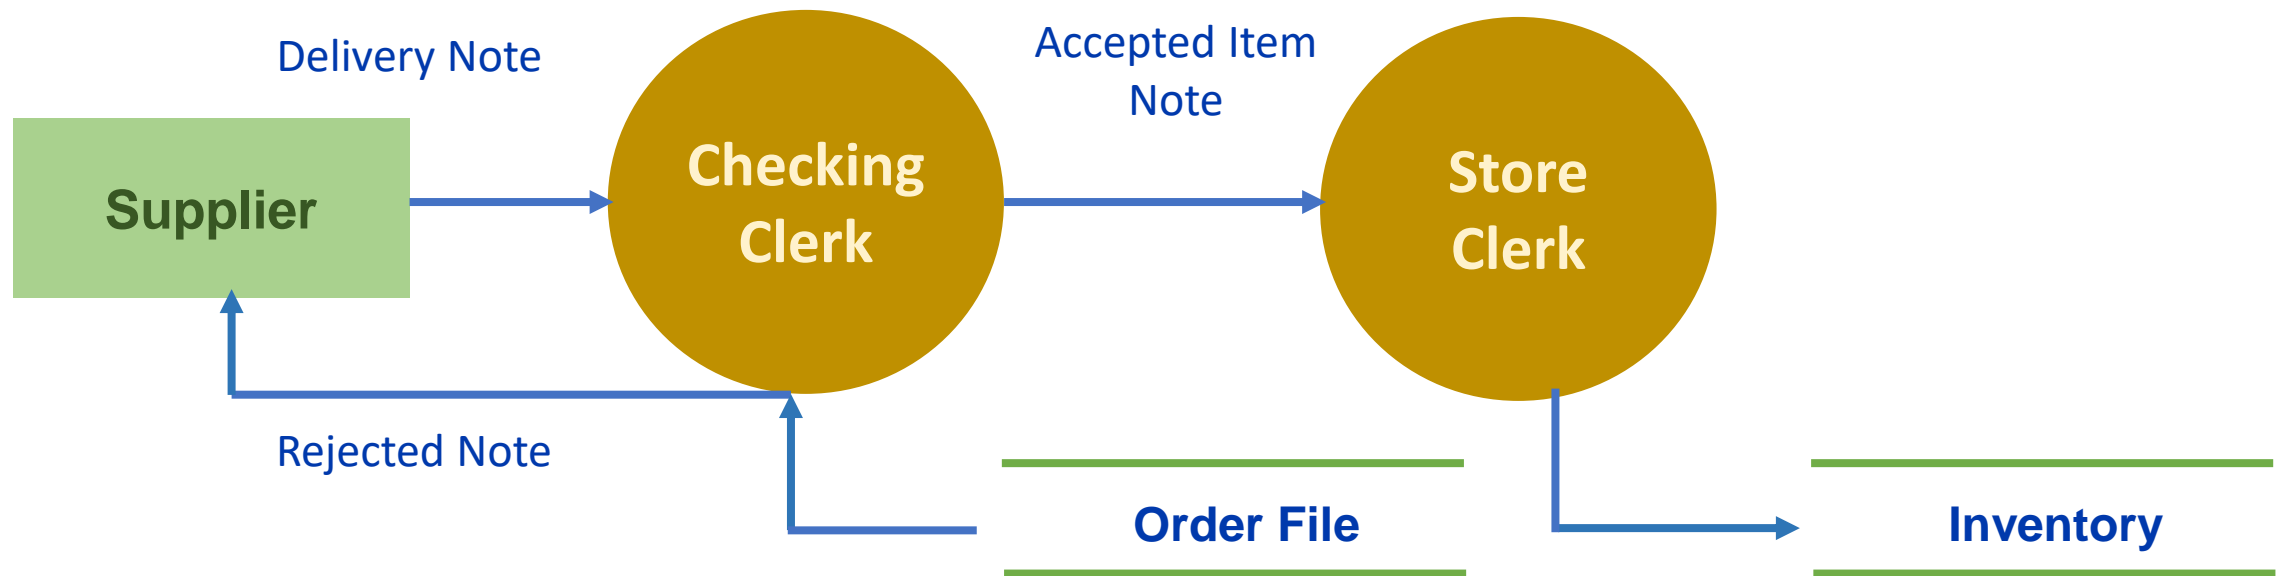 Delivery Note
Accepted Item
Note
Supplier
Checking
Clerk
Store
Clerk
Rejected Note
Order File
Inventory